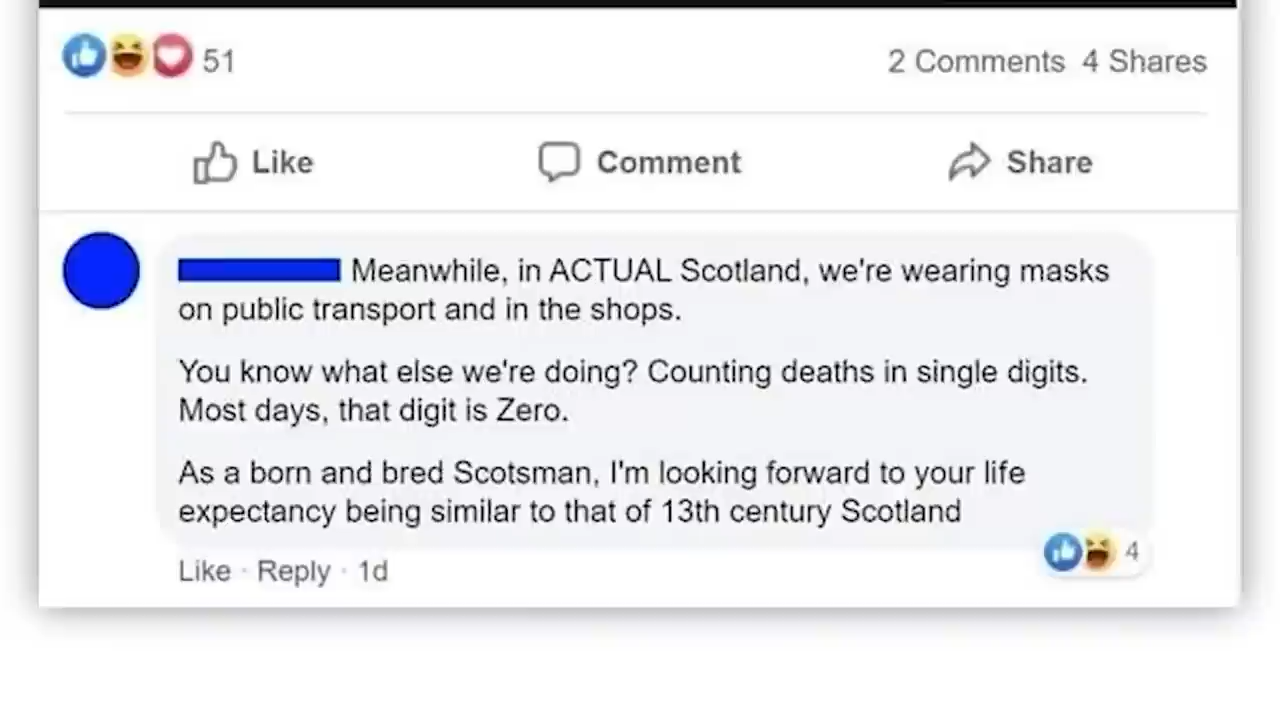 51
2 Comments 4 Shares
Like Comment Share
Meanwhile, in ACTUAL Scotland, we're wearing masks
on public transport and in the shops.
You know what else we're doing? Counting deaths in single digits.
Most days, that digit is Zero.
As a born and bred Scotsman, I'm looking forward to your life
expectancy being similar to that of 13th century Scotland
4
Like · Reply · 1d